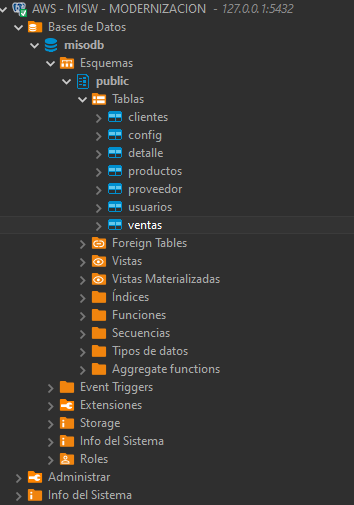 AWS - MISW - MODERNIZACION - 127.0.0.1:5432
Bases de Datos
misodb
Esquemas
public
Tablas
clientes
config
detalle
productos
proveedor
usuarios
ventas
Foreign Tables
Vistas
Vistas Materializadas
Índices
Funciones
Secuencias
Tipos de datos
Aggregate functions
Event Triggers
Extensiones
Storage
Info del Sistema
Roles
Administrar
Info del Sistema